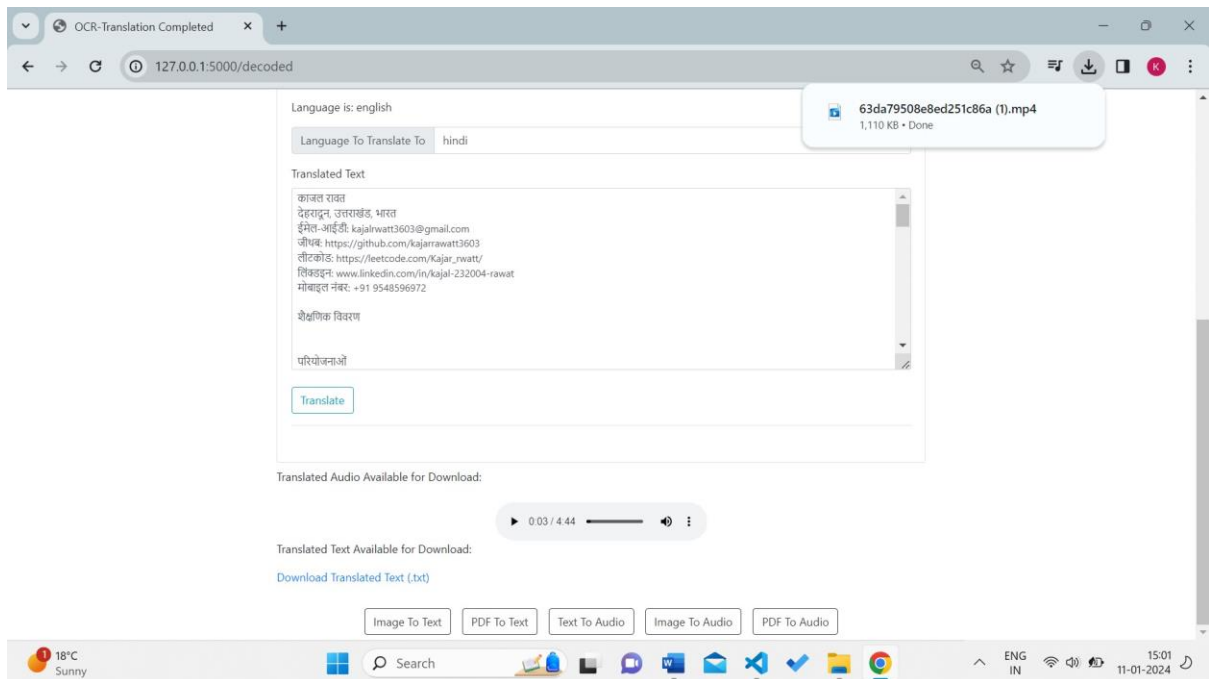 OCR-Translation Completed
127.0.0.1:5000/decoded
K
63da79508e8ed251c86a (1).mp4
1,110 KB • Done
Language is: english
Language To Translate To hindi
Translated Text
काजल रावत
देहरादून, उत्तराखंड, भारत
ईमेल-आईडी: kajalrwatt3603@gmail.com
जीथब: https://github.com/kajarrawatt3603
लीटकोड: https://leetcode.com/Kajar_rwatt/
लिंक्डइन: www.linkedin.com/in/kajal-232004-rawat
मोबाइल नंबर: +91 9548596972
शैक्षणिक विवरण
परियोजनाओं
Translate
Translated Audio Available for Download:
0:03 / 4:44
Translated Text Available for Download:
Download Translated Text (.txt)
Image To Text PDF To Text Text To Audio Image To Audio PDF To Audio
1
18°C
Sunny
Search
ENG
IN
15:01
11-01-2024